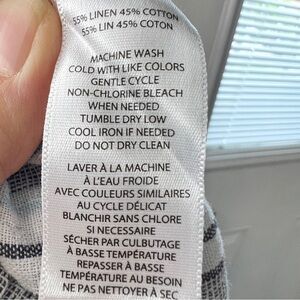 55% LINEN 45% COTTON
55% LIN 45% COTON
MACHINE WASH
COLD WITH LIKE COLORS
GENTLE CYCLE
NON-CHLORINE BLEACH
WHEN NEEDED
TUMBLE DRY LOW
COOL IRON IF NEEDED
DO NOT DRY CLEAN
LAVER À LA MACHINE
À L'EAU FROIDE
AVEC COULEURS SIMILAIRES
AU CYCLE DÉLICAT
BLANCHIR SANS CHLORE
SI NECESSAIRE
SÉCHER PAR CULBUTAGE
À BASSE TEMPÉRATURE
REPASSER À BASSE
TEMPÉRATURE AU BESOIN
NE PAS NETTOYER À SEC